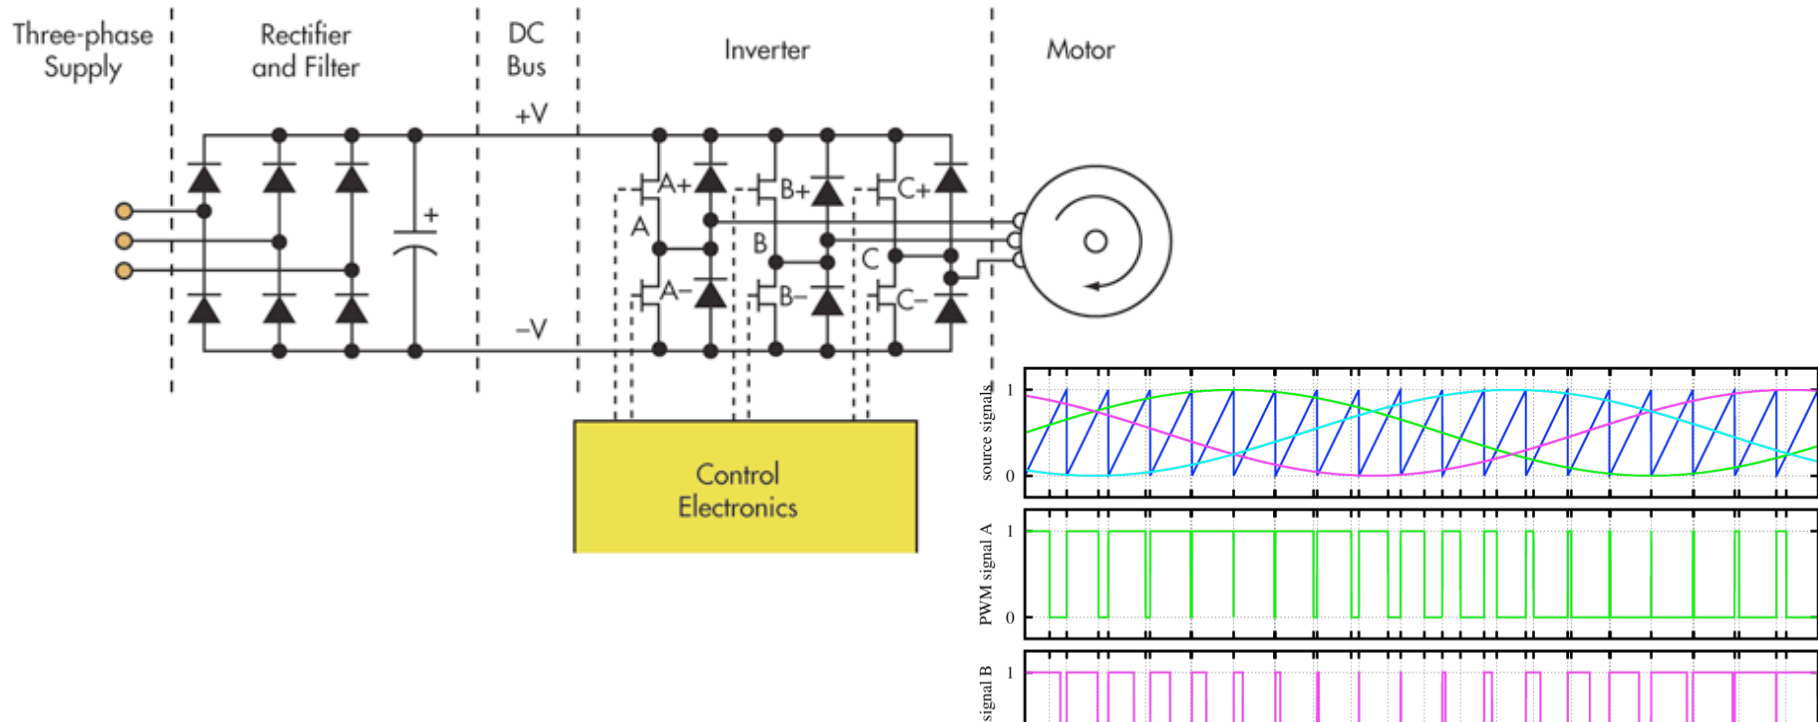 Three-phase
Supply
Rectifier
and Filter
DC
Bus
Inverter
Motor
+V
+
A+
B+
C+
A
B
C
A–
B–
C–
–V
Control
Electronics
source signals
1
0
PWM signal A
1
0
signal B
1